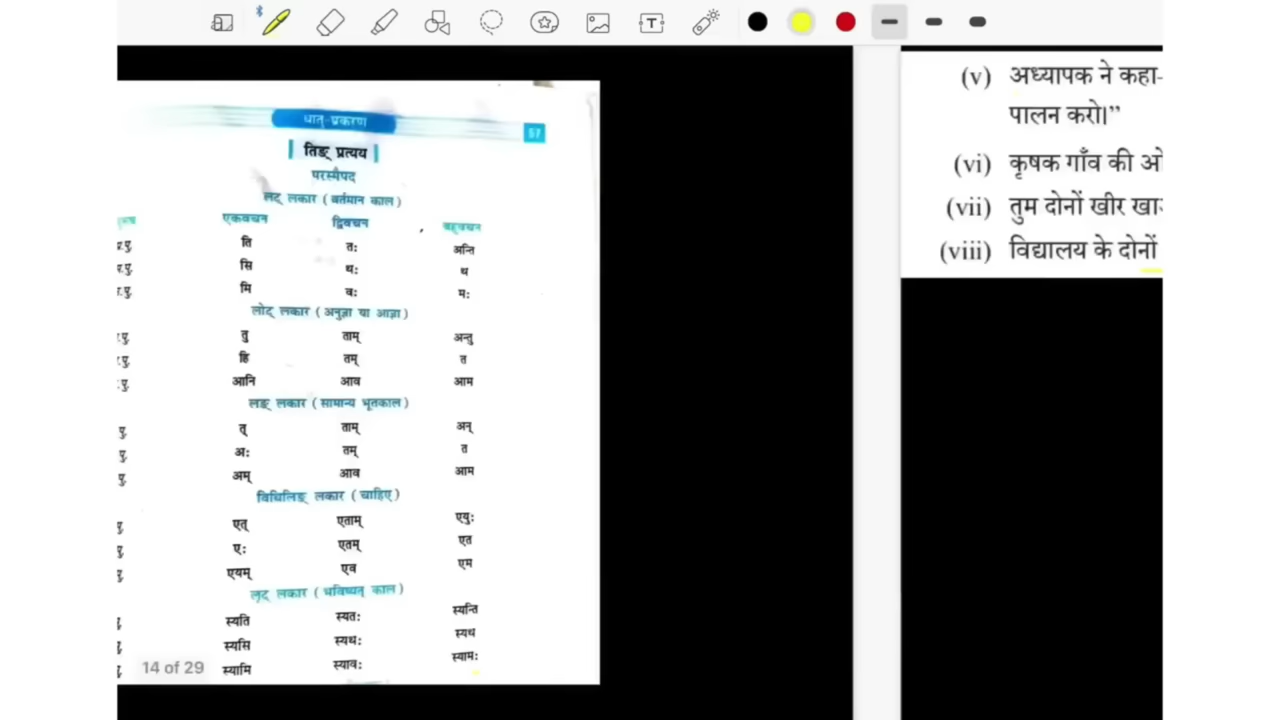 धातु-प्रकरण
57
तिङ् प्रत्यय
परस्मैपद
लट् लकार (वर्तमान काल)
एकवचन द्विवचन बहुवचन
ति तः अन्ति
सि थः थ
मि वः मः
लोट् लकार (अनुज्ञा या आज्ञा)
तु ताम् अन्तु
हि तम् त
आनि आव आम
लङ् लकार (सामान्य भूतकाल)
पु. त् ताम् अन्
पु. अः तम् त
पु. अम् आव आम
विधिलिङ् लकार (चाहिए)
पु. एत् एताम् एयुः
पु. एः एतम् एत
पु. एयम् एव एम
लृट् लकार (भविष्यत् काल)
स्यति स्यतः स्यन्ति
स्यसि स्यथः स्यथ
स्यामि स्यावः स्यामः
14 of 29
(v) अध्यापक ने कहा-
पालन करो।”
(vi) कृषक गाँव की ओ
(vii) तुम दोनों खीर खा
(viii) विद्यालय के दोनों